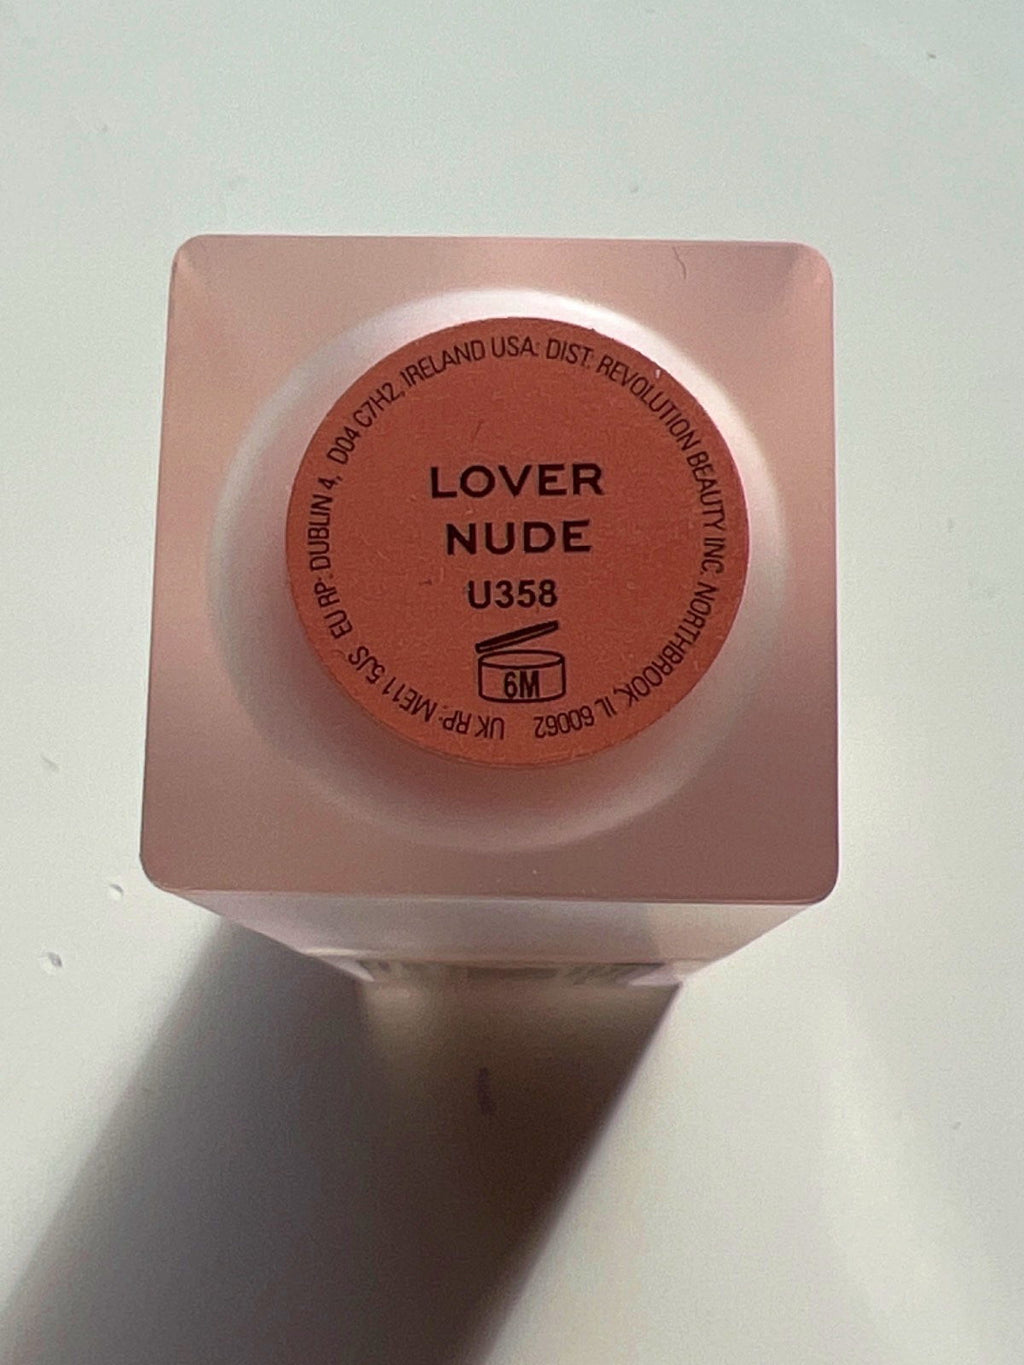 LOVER
NUDE
U358
6M
UK RP: ME11 5JS EU RP: DUBLIN 4, D04 C7H2, IRELAND USA: DIST. REVOLUTION BEAUTY INC. NORTHBROOK, IL 60062